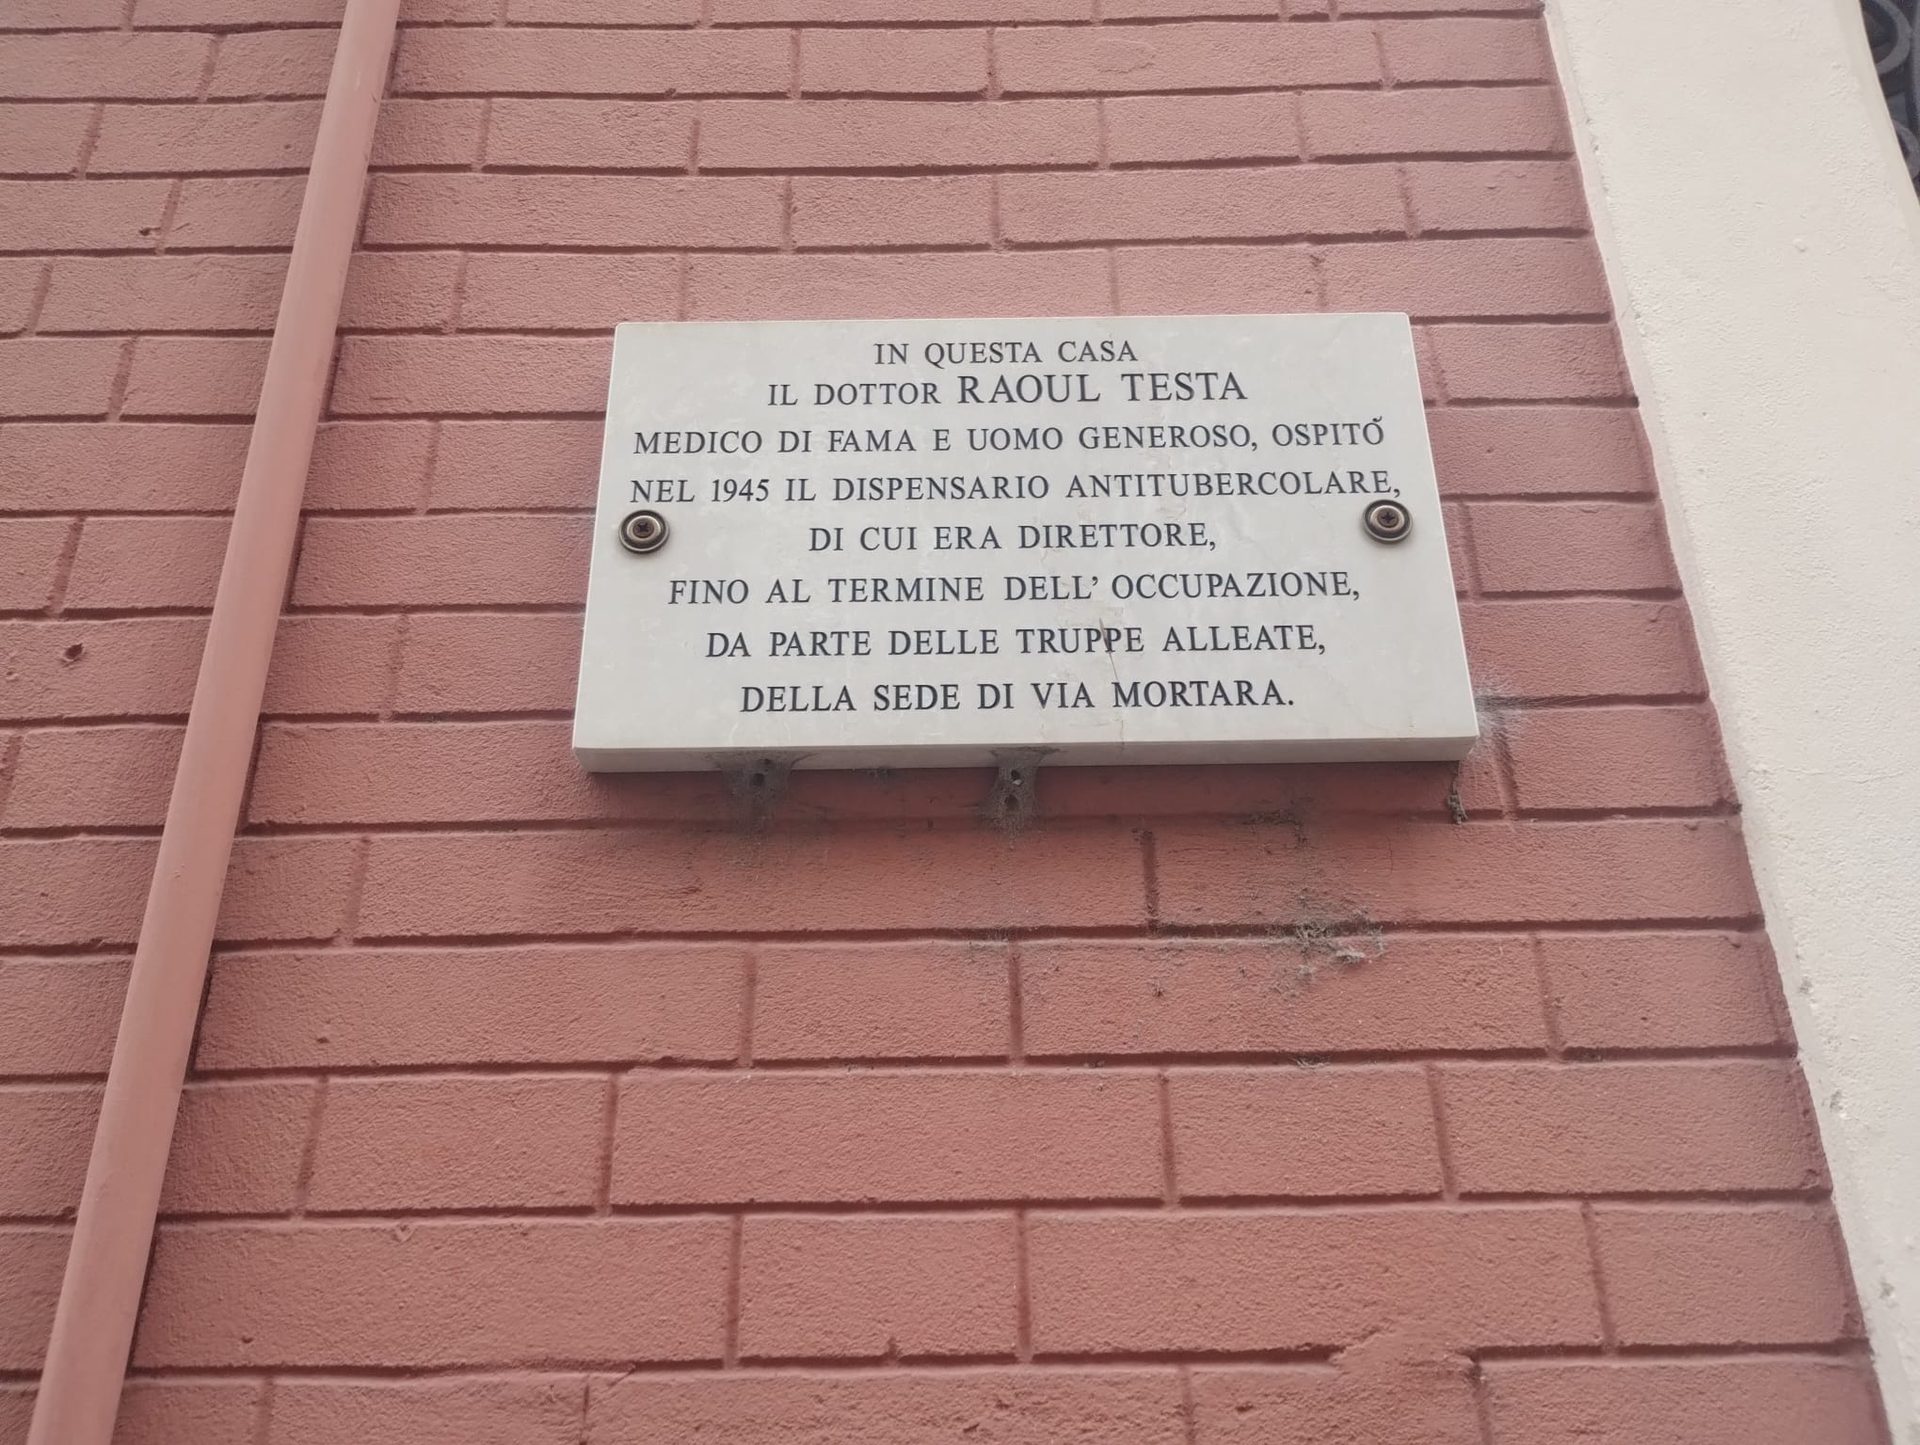 IN QUESTA CASA
IL DOTTOR RAOUL TESTA
MEDICO DI FAMA E UOMO GENEROSO, OSPITÒ
NEL 1945 IL DISPENSARIO ANTITUBERCOLARE,
DI CUI ERA DIRETTORE,
FINO AL TERMINE DELL' OCCUPAZIONE,
DA PARTE DELLE TRUPPE ALLEATE,
DELLA SEDE DI VIA MORTARA.